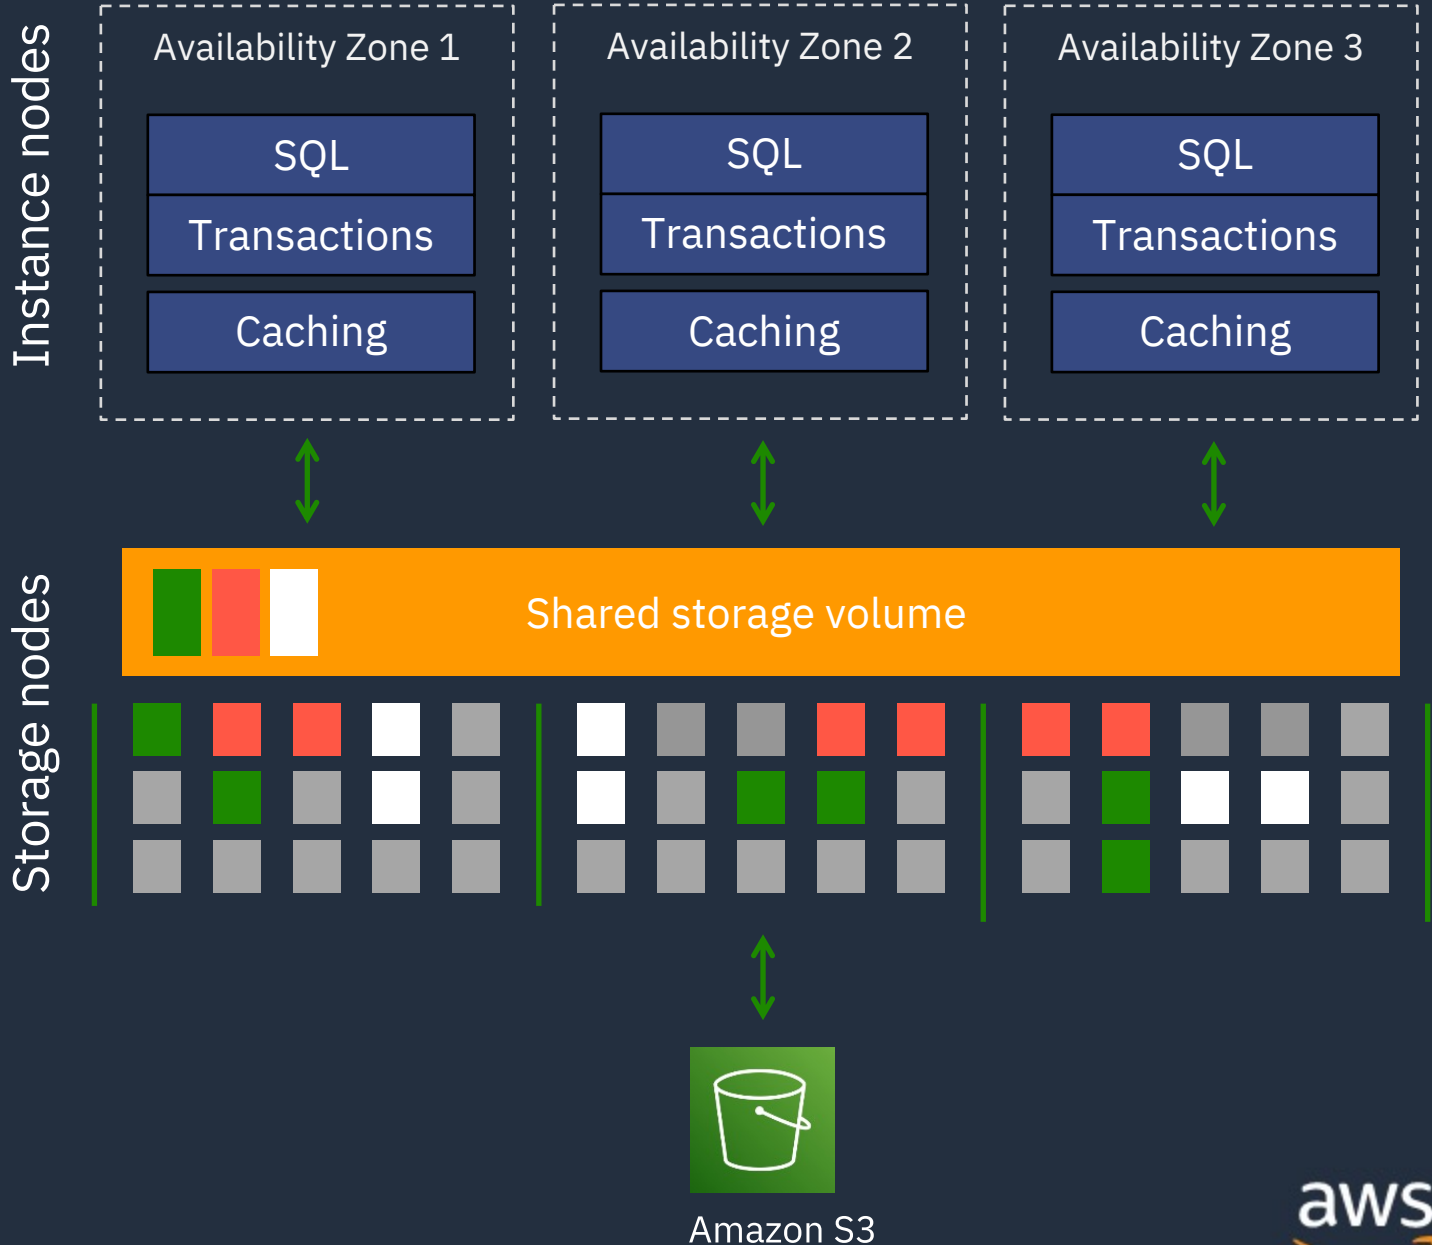 Instance nodes
Availability Zone 1
SQL
Transactions
Caching
Availability Zone 2
SQL
Transactions
Caching
Availability Zone 3
SQL
Transactions
Caching
Storage nodes
Shared storage volume
Amazon S3
aws